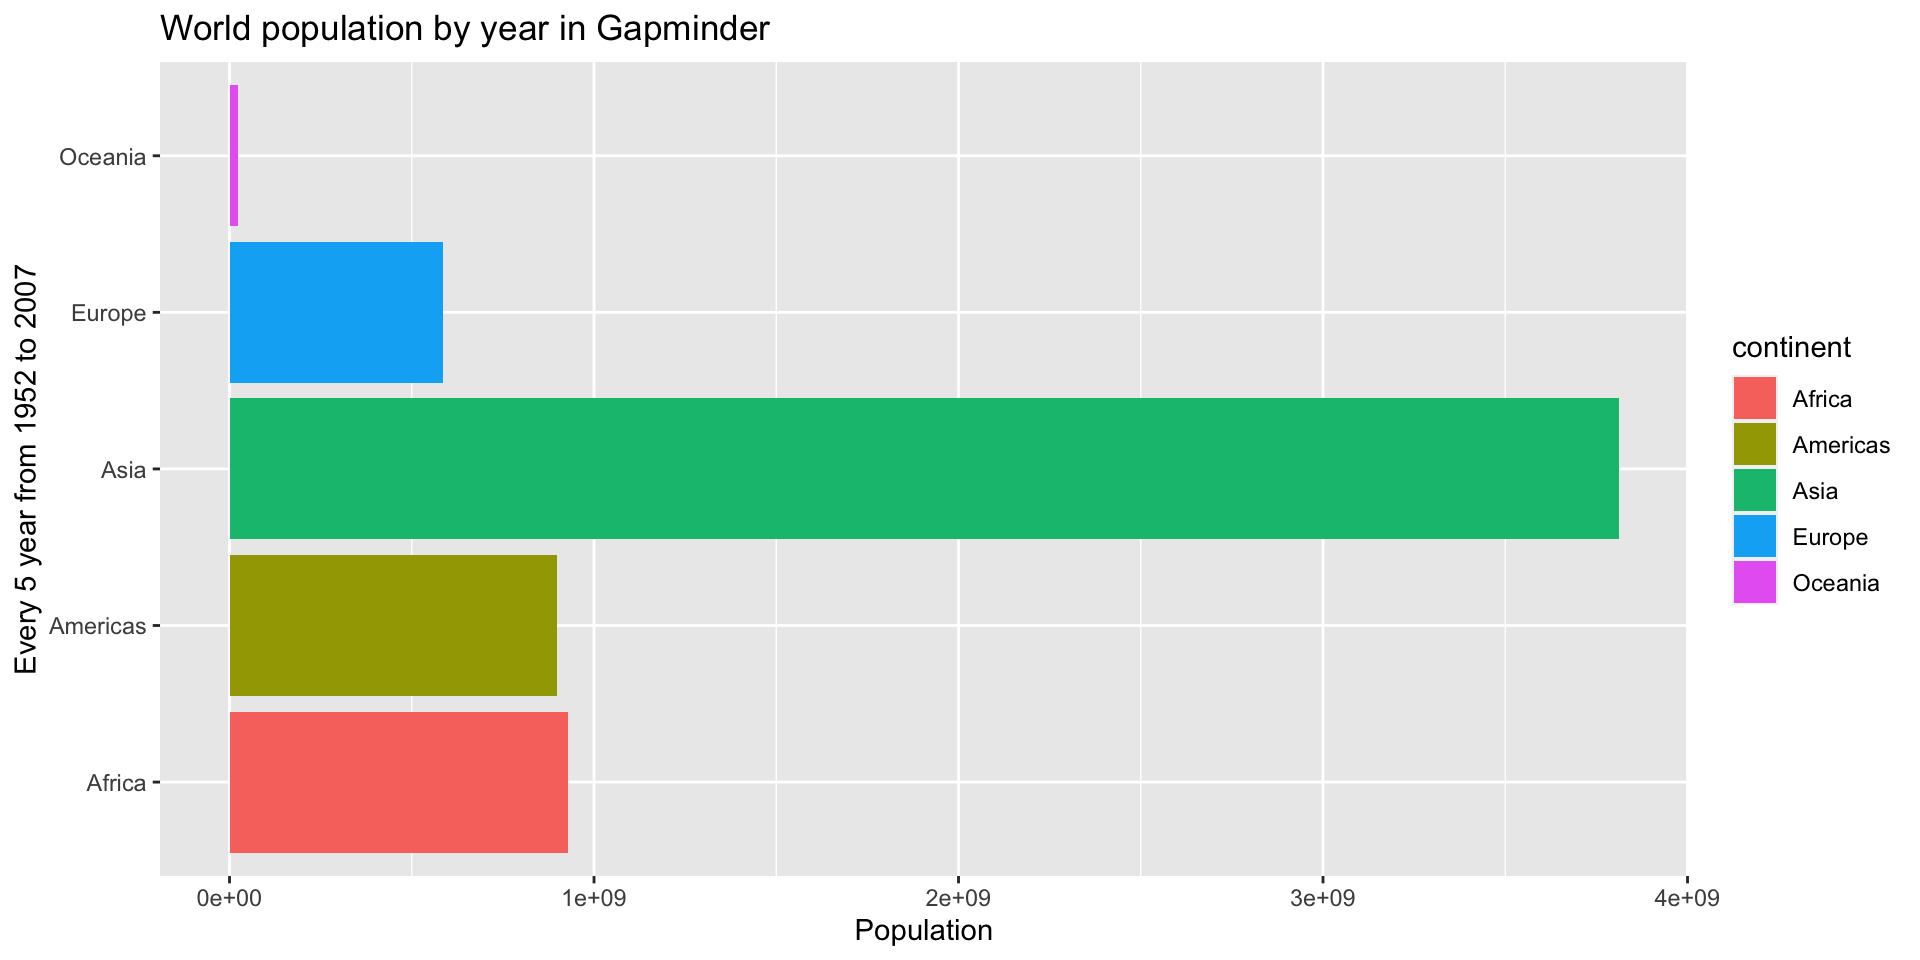 World population by year in Gapminder
Every 5 year from 1952 to 2007
Oceania
Europe
Asia
Americas
Africa
0e+00
1e+09
2e+09
3e+09
4e+09
Population
continent
Africa
Americas
Asia
Europe
Oceania